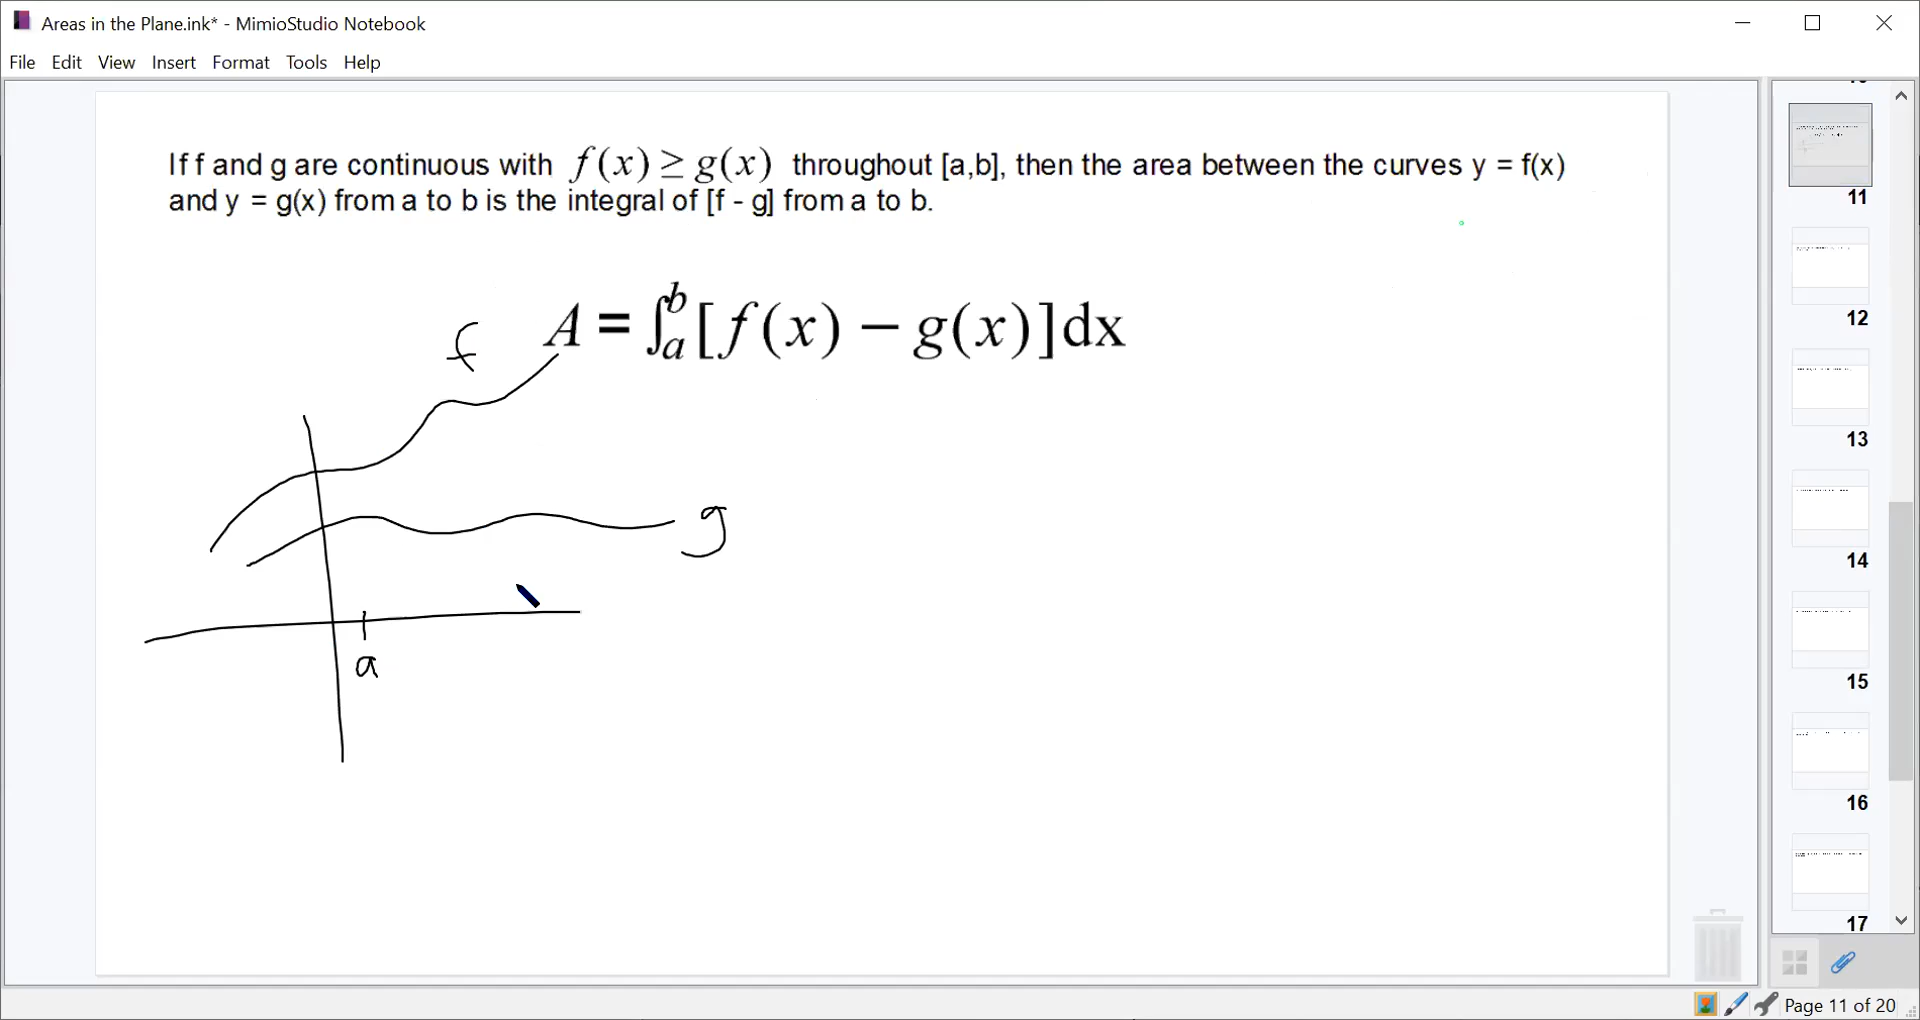 Areas in the Plane.ink* - MimioStudio Notebook
File Edit View Insert Format Tools Help
If f and g are continuous with f(x) ≥ g(x) throughout [a,b], then the area between the curves y = f(x)
and y = g(x) from a to b is the integral of [f - g] from a to b.
A = ∫_a^b [f(x) − g(x)]dx
f
g
a
11
12
13
14
15
16
17
Page 11 of 20